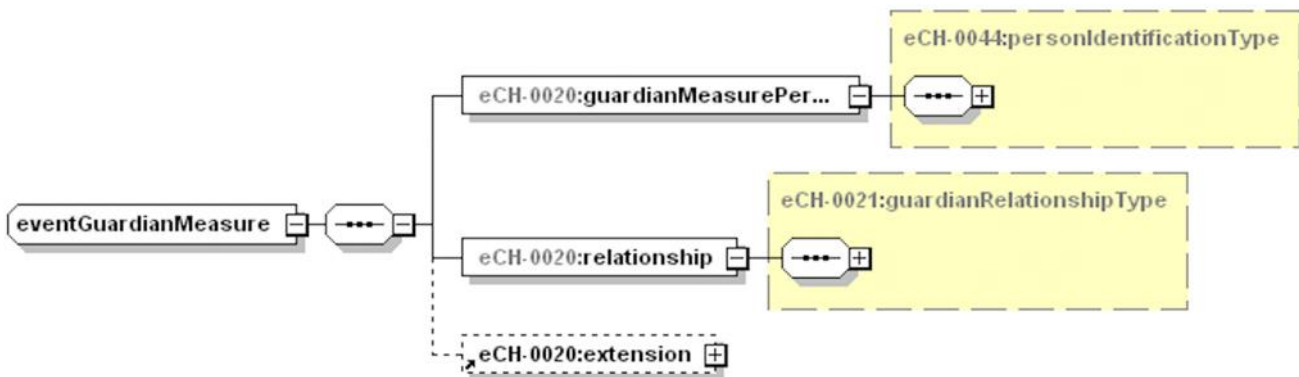 eCH-0044:personIdentificationType
eCH-0020:guardianMeasurePer...
eCH-0021:guardianRelationshipType
eventGuardianMeasure
eCH-0020:relationship
eCH-0020:extension